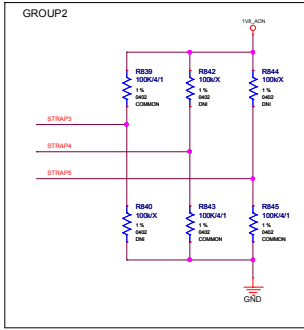 GROUP2
1V8_AON
R839
100K/4/1
1 %
0402
COMMON
R842
100k/X
1 %
0402
DNI
R844
100k/X
1 %
0402
DNI
STRAP3
STRAP4
STRAP5
R840
100k/X
1 %
0402
DNI
R843
100K/4/1
1 %
0402
COMMON
R845
100K/4/1
1 %
0402
COMMON
GND